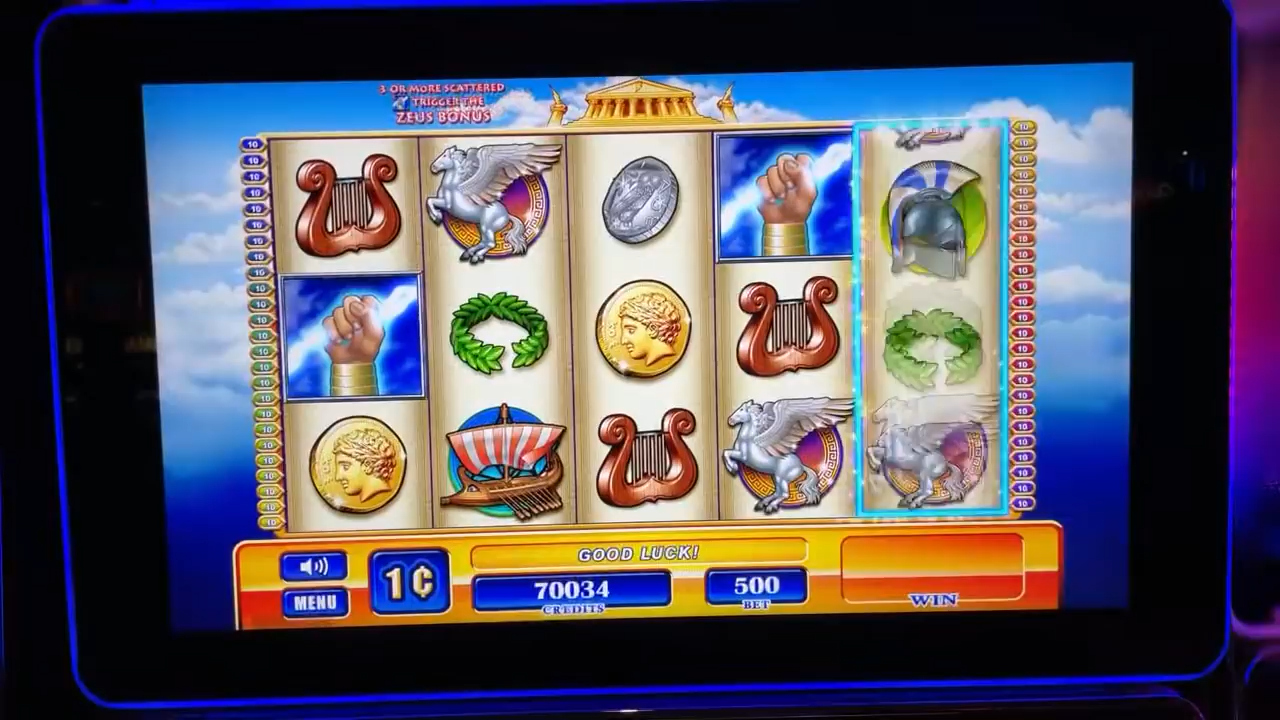 3 OR MORE SCATTERED
TRIGGER THE
ZEUS BONUS
GOOD LUCK!
1¢
70034
500
MENU
CREDITS
BET
WIN